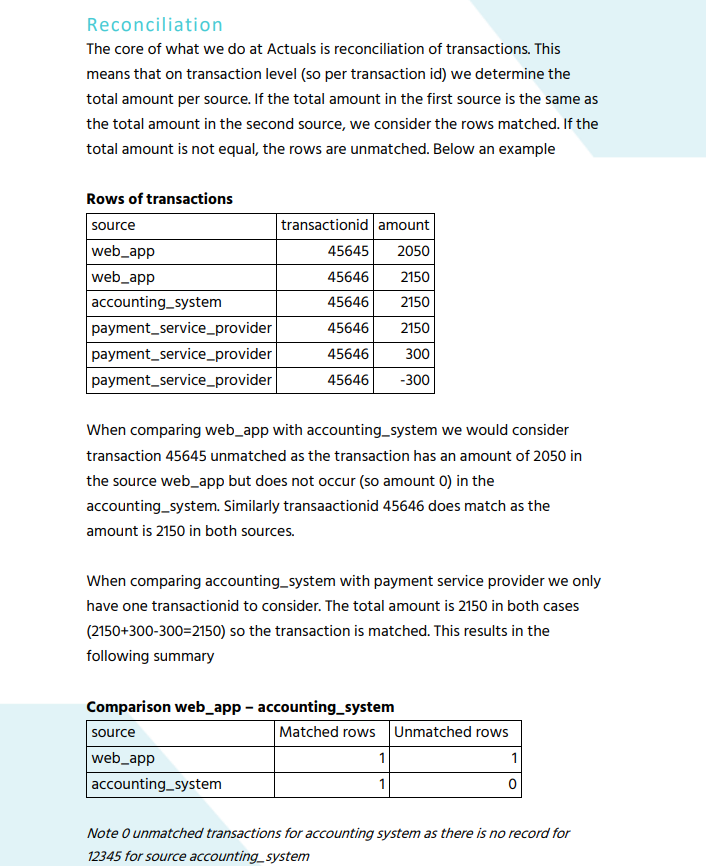 Reconciliation
The core of what we do at Actuals is reconciliation of transactions. This
means that on transaction level (so per transaction id) we determine the
total amount per source. If the total amount in the first source is the same as
the total amount in the second source, we consider the rows matched. If the
total amount is not equal, the rows are unmatched. Below an example
Rows of transactions
source transactionid amount
web_app 45645 2050
web_app 45646 2150
accounting_system 45646 2150
payment_service_provider 45646 2150
payment_service_provider 45646 300
payment_service_provider 45646 -300
When comparing web_app with accounting_system we would consider
transaction 45645 unmatched as the transaction has an amount of 2050 in
the source web_app but does not occur (so amount 0) in the
accounting_system. Similarly transaactionid 45646 does match as the
amount is 2150 in both sources.
When comparing accounting_system with payment service provider we only
have one transactionid to consider. The total amount is 2150 in both cases
(2150+300-300=2150) so the transaction is matched. This results in the
following summary
Comparison web_app – accounting_system
source Matched rows Unmatched rows
web_app 1 1
accounting_system 1 0
Note 0 unmatched transactions for accounting system as there is no record for
12345 for source accounting_system